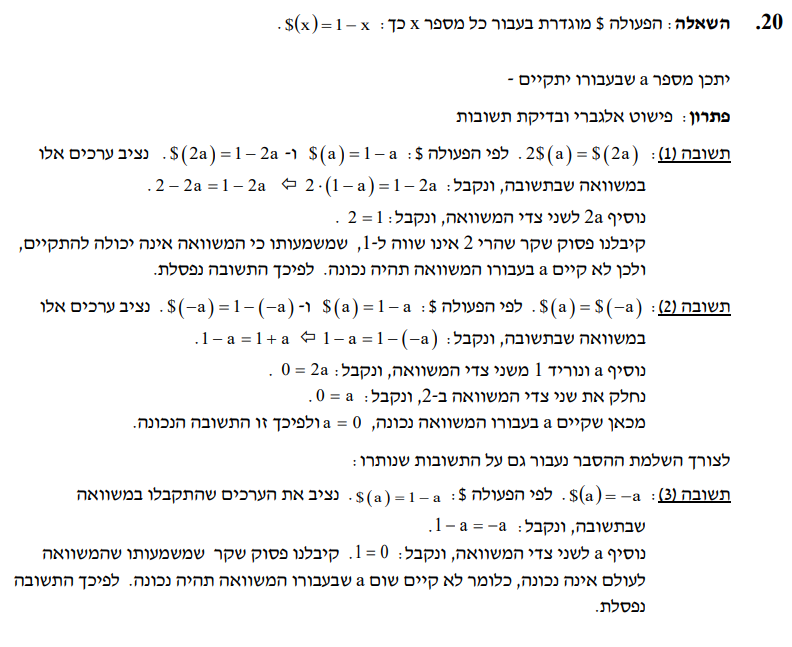 20. השאלה: הפעולה $ מוגדרת בעבור כל מספר x כך: $(x) = 1 − x .
יתכן מספר a שבעבורו יתקיים -
פתרון: פישוט אלגברי ובדיקת תשובות
תשובה (1): 2$(a) = $(2a) . לפי הפעולה $: $(a) = 1 − a ו- $(2a) = 1 − 2a . נציב ערכים אלו
במשוואה שבתשובה, ונקבל: 2·(1 − a) = 1 − 2a ⇦ 2 − 2a = 1 − 2a .
נוסיף 2a לשני צדי המשוואה, ונקבל: 2 = 1 .
קיבלנו פסוק שקר שהרי 2 אינו שווה ל-1, שמשמעותו כי המשוואה אינה יכולה להתקיים,
ולכן לא קיים a בעבורו המשוואה תהיה נכונה. לפיכך התשובה נפסלת.
תשובה (2): $(a) = $(−a) . לפי הפעולה $: $(a) = 1 − a ו- $(−a) = 1 − (−a) . נציב ערכים אלו
במשוואה שבתשובה, ונקבל: 1 − a = 1 − (−a) ⇦ 1 − a = 1 + a .
נוסיף a ונוריד 1 משני צדי המשוואה, ונקבל: 0 = 2a .
נחלק את שני צדי המשוואה ב-2, ונקבל: 0 = a .
מכאן שקיים a בעבורו המשוואה נכונה, a = 0 ולפיכך זו התשובה הנכונה.
לצורך השלמת ההסבר נעבור גם על התשובות שנותרו:
תשובה (3): $(a) = −a . לפי הפעולה $: $(a) = 1 − a . נציב את הערכים שהתקבלו במשוואה
שבתשובה, ונקבל: 1 − a = −a .
נוסיף a לשני צדי המשוואה, ונקבל: 1 = 0 . קיבלנו פסוק שקר שמשמעותו שהמשוואה
לעולם אינה נכונה, כלומר לא קיים שום a שבעבורו המשוואה תהיה נכונה. לפיכך התשובה
נפסלת.